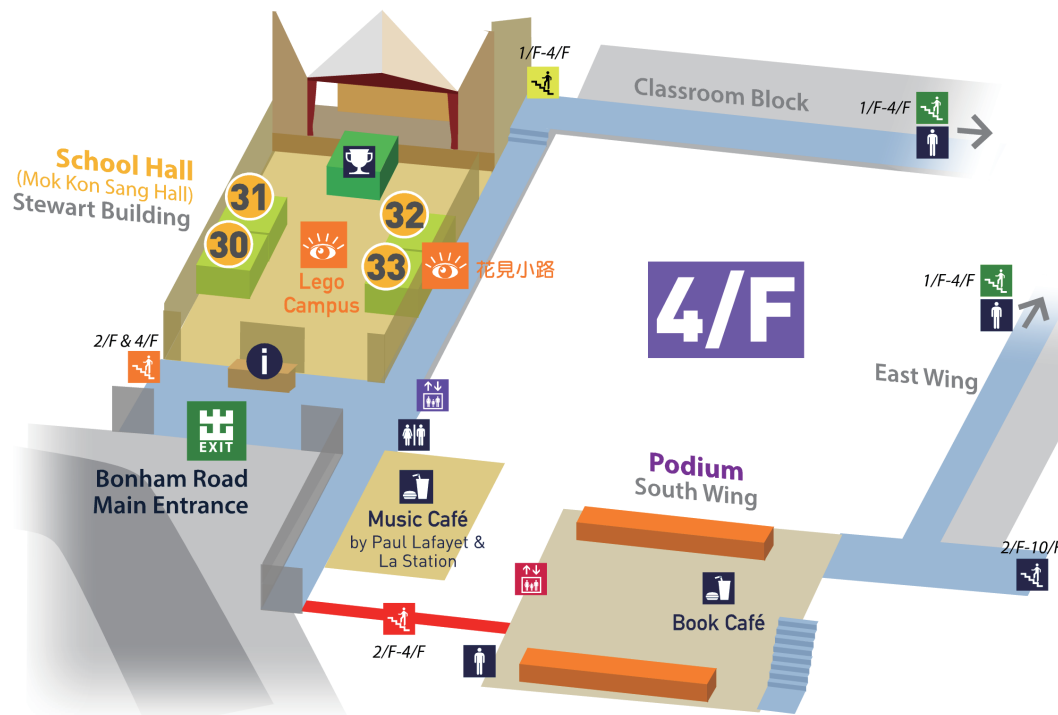 1/F-4/F
Classroom Block
1/F-4/F
School Hall
(Mok Kon Sang Hall)
Stewart Building
31
30
32
33
Lego
Campus
花見小路
4/F
1/F-4/F
2/F & 4/F
i
East Wing
EXIT
Bonham Road
Main Entrance
Podium
South Wing
Music Café
by Paul Lafayet &
La Station
2/F-10/F
Book Café
2/F-4/F